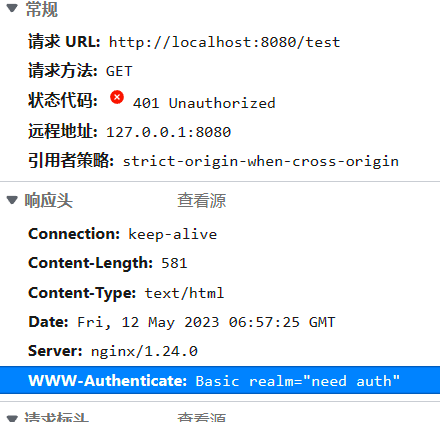 常规
请求 URL: http://localhost:8080/test
请求方法: GET
状态代码: 401 Unauthorized
远程地址: 127.0.0.1:8080
引用者策略: strict-origin-when-cross-origin
响应头 查看源
Connection: keep-alive
Content-Length: 581
Content-Type: text/html
Date: Fri, 12 May 2023 06:57:25 GMT
Server: nginx/1.24.0
WWW-Authenticate: Basic realm="need auth"
请求标头 查看源